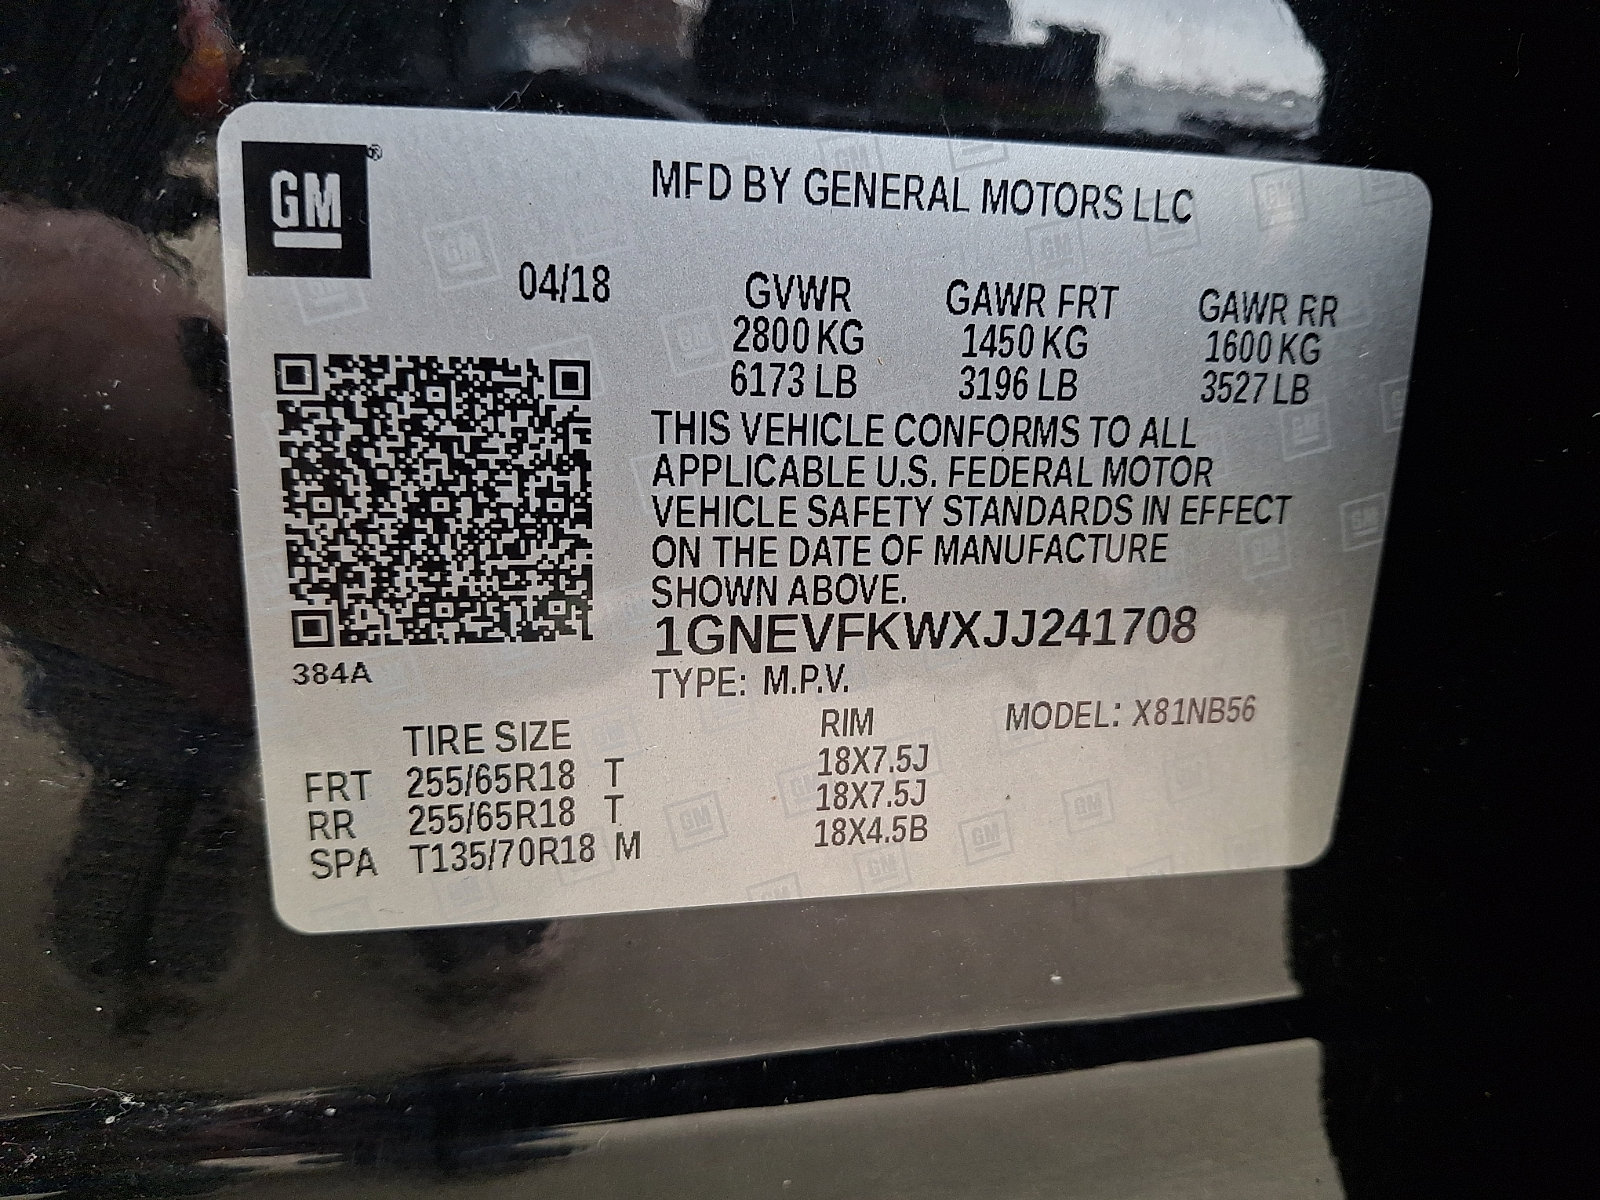 GM®
MFD BY GENERAL MOTORS LLC
04/18 GVWR GAWR FRT GAWR RR
2800 KG 1450 KG 1600 KG
6173 LB 3196 LB 3527 LB
THIS VEHICLE CONFORMS TO ALL
APPLICABLE U.S. FEDERAL MOTOR
VEHICLE SAFETY STANDARDS IN EFFECT
ON THE DATE OF MANUFACTURE
SHOWN ABOVE.
1GNEVFKWXJJ241708
384A
TYPE: M.P.V.
TIRE SIZE RIM MODEL: X81NB56
FRT 255/65R18 T 18X7.5J
RR 255/65R18 T 18X7.5J
SPA T135/70R18 M 18X4.5B